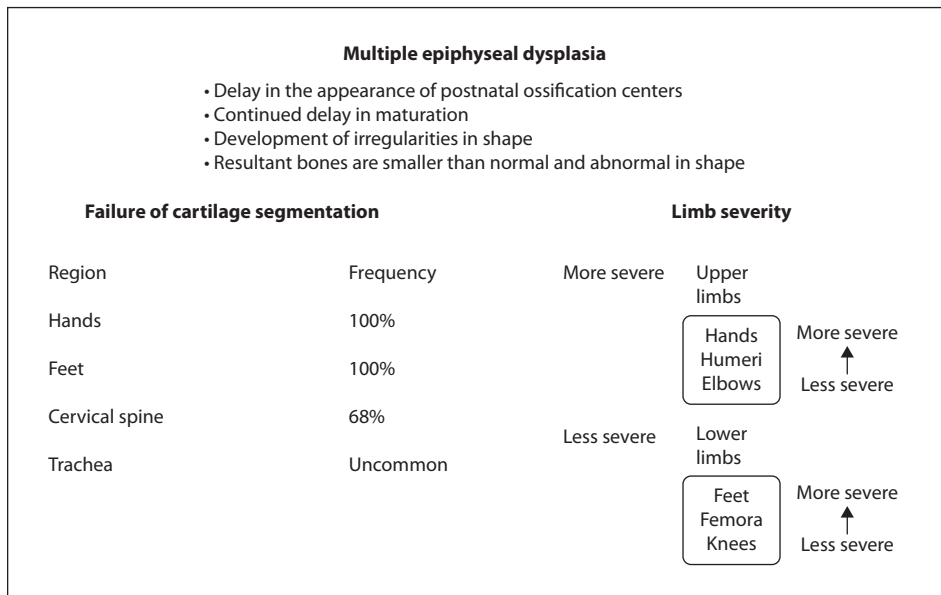 Multiple epiphyseal dysplasia
• Delay in the appearance of postnatal ossification centers
• Continued delay in maturation
• Development of irregularities in shape
• Resultant bones are smaller than normal and abnormal in shape
Failure of cartilage segmentation
Region Frequency
Hands 100%
Feet 100%
Cervical spine 68%
Trachea Uncommon
Limb severity
More severe
Upper
limbs
Hands
Humeri
Elbows
More severe
Less severe
Less severe
Lower
limbs
Feet
Femora
Knees
More severe
Less severe